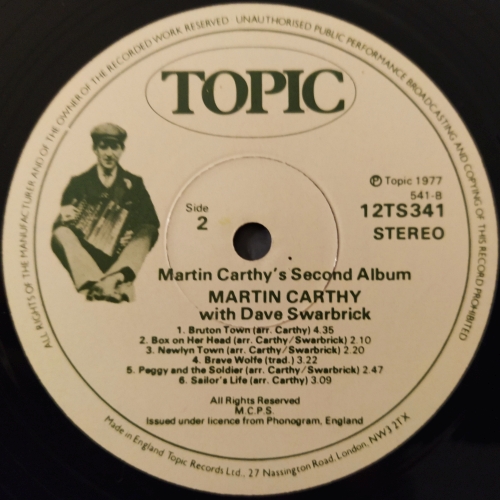 ALL RIGHTS OF THE MANUFACTURER AND OF THE OWNER OF THE RECORDED WORK RESERVED · UNAUTHORISED PUBLIC PERFORMANCE BROADCASTING AND COPYING OF THIS RECORD PROHIBITED
TOPIC
Ⓟ Topic 1977
541-B
Side
2
12TS341
STEREO
Martin Carthy's Second Album
MARTIN CARTHY
with Dave Swarbrick
1. Bruton Town (arr. Carthy) 4.35
2. Box on Her Head (arr. Carthy/Swarbrick) 2.10
3. Newlyn Town (arr. Carthy/Swarbrick) 2.20
4. Brave Wolfe (trad.) 3.22
5. Peggy and the Soldier (arr. Carthy/Swarbrick) 2.47
6. Sailor's Life (arr. Carthy) 3.09
All Rights Reserved
M.C.P.S.
Issued under licence from Phonogram, England
Made in England Topic Records Ltd., 27 Nassington Road, London, NW3 2TX